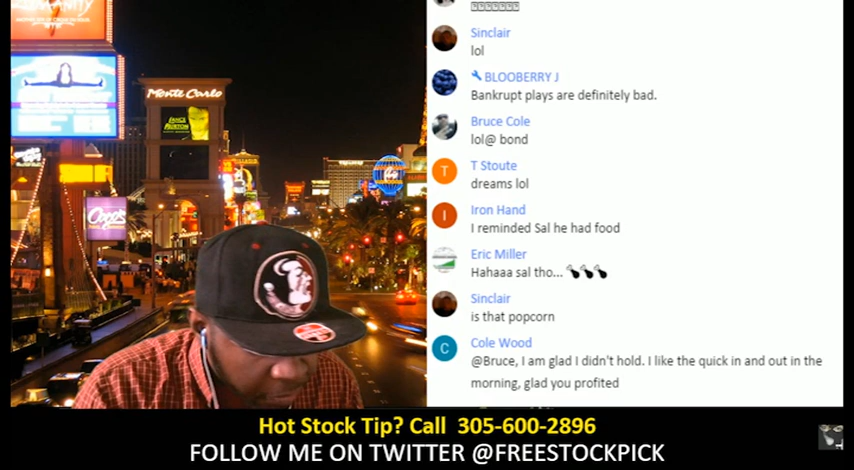 Monte Carlo
LANCE
BURTON
Coco's
Sinclair
lol
BLOOBERRY J
Bankrupt plays are definitely bad.
Bruce Cole
lol@ bond
T
T Stoute
dreams lol
I
Iron Hand
I reminded Sal he had food
Eric Miller
Hahaaa sal tho...
Sinclair
is that popcorn
C
Cole Wood
@Bruce, I am glad I didn't hold. I like the quick in and out in the
morning, glad you profited
Hot Stock Tip? Call 305-600-2896
FOLLOW ME ON TWITTER @FREESTOCKPICK